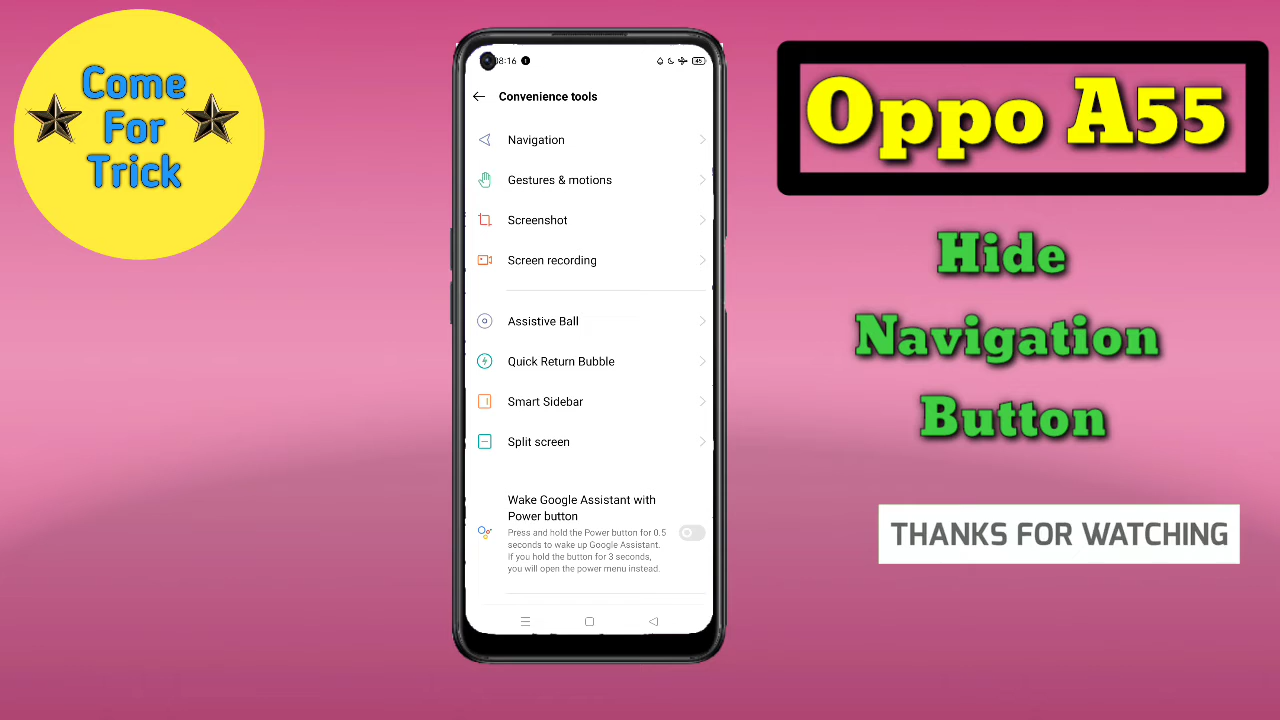 Come
For
Trick
08:16
45
Convenience tools
Navigation
Gestures & motions
Screenshot
Screen recording
Assistive Ball
Quick Return Bubble
Smart Sidebar
Split screen
Wake Google Assistant with
Power button
Press and hold the Power button for 0.5
seconds to wake up Google Assistant.
If you hold the button for 3 seconds,
you will open the power menu instead.
Oppo A55
Hide
Navigation
Button
THANKS FOR WATCHING